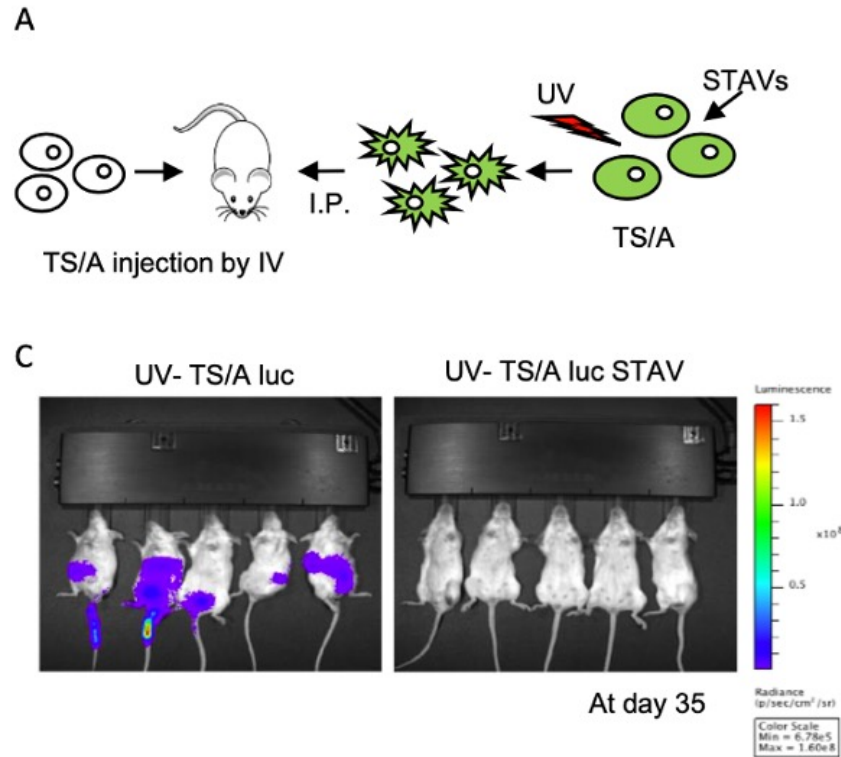 A
UV
STAVs
I.P.
TS/A
TS/A injection by IV
C
UV- TS/A luc
UV- TS/A luc STAV
Luminescence
1.5
1.0
0.5
At day 35
Radiance
(p/sec/cm²/sr)
Color Scale
Min = 6.78e5
Max = 1.60e8